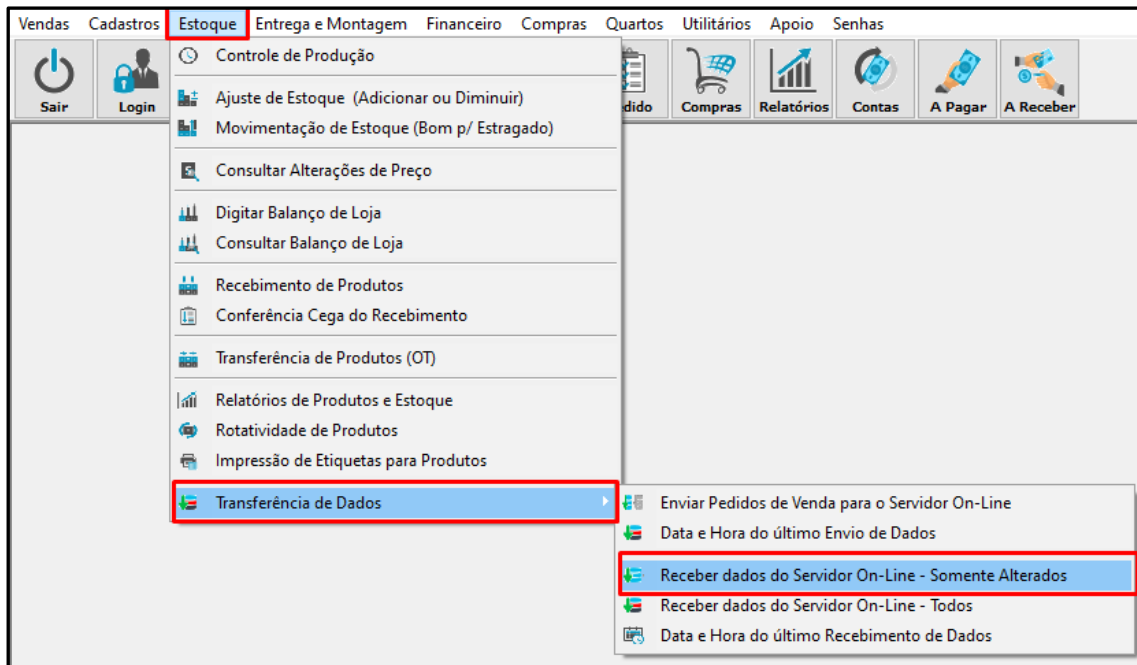 Vendas Cadastros Estoque Entrega e Montagem Financeiro Compras Quartos Utilitários Apoio Senhas
Sair Login dido Compras Relatórios Contas A Pagar A Receber
Controle de Produção
Ajuste de Estoque (Adicionar ou Diminuir)
Movimentação de Estoque (Bom p/ Estragado)
Consultar Alterações de Preço
Digitar Balanço de Loja
Consultar Balanço de Loja
Recebimento de Produtos
Conferência Cega do Recebimento
Transferência de Produtos (OT)
Relatórios de Produtos e Estoque
Rotatividade de Produtos
Impressão de Etiquetas para Produtos
Transferência de Dados
Enviar Pedidos de Venda para o Servidor On-Line
Data e Hora do último Envio de Dados
Receber dados do Servidor On-Line - Somente Alterados
Receber dados do Servidor On-Line - Todos
Data e Hora do último Recebimento de Dados